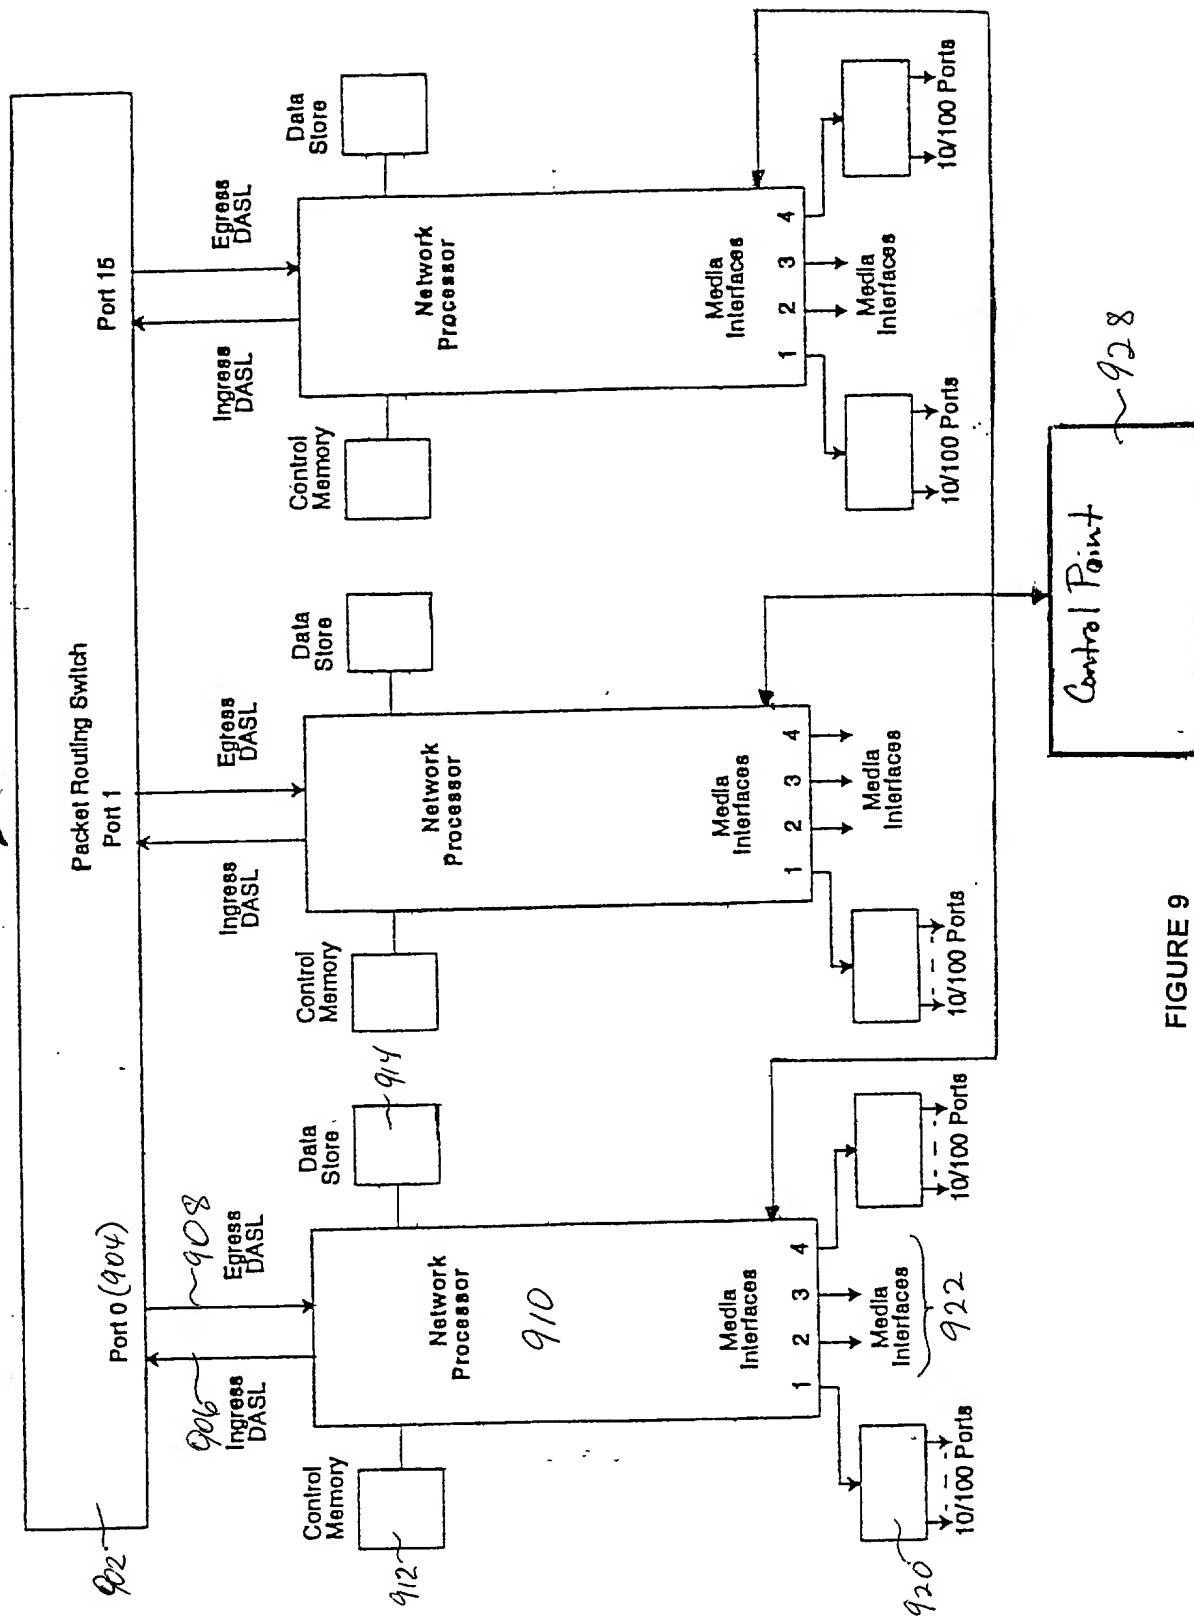 902
Packet Routing Switch
Port 0 (904)
Port 1
Port 15
906
Ingress
DASL
908
Egress
DASL
Ingress
DASL
Egress
DASL
Ingress
DASL
Egress
DASL
Control
Memory
912
Data
Store
914
Control
Memory
Data
Store
Control
Memory
Data
Store
Network
Processor
910
Network
Processor
Network
Processor
Media
Interfaces
1 2 3 4
Media
Interfaces
1 2 3 4
Media
Interfaces
1 2 3 4
920
10/100 Ports
Media
Interfaces
922
10/100 Ports
10/100 Ports
Media
Interfaces
10/100 Ports
Media
Interfaces
10/100 Ports
Control Point
928
FIGURE 9